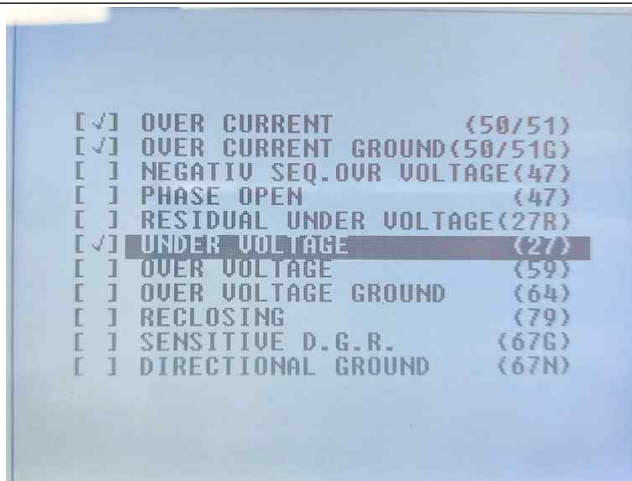 [✓] OVER CURRENT (50/51)
[✓] OVER CURRENT GROUND(50/51G)
[ ] NEGATIV SEQ.OVR VOLTAGE(47)
[ ] PHASE OPEN (47)
[ ] RESIDUAL UNDER VOLTAGE(27R)
[✓] UNDER VOLTAGE (27)
[ ] OVER VOLTAGE (59)
[ ] OVER VOLTAGE GROUND (64)
[ ] RECLOSING (79)
[ ] SENSITIVE D.G.R. (67G)
[ ] DIRECTIONAL GROUND (67N)